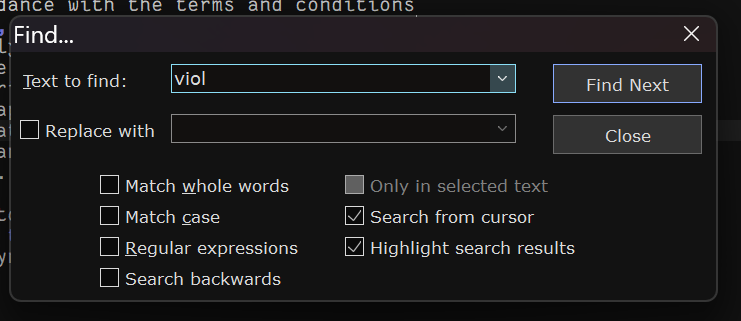 dance with the terms and conditions
Find...
Text to find:
viol
Find Next
Replace with
Close
Match whole words
Only in selected text
Match case
Search from cursor
Regular expressions
Highlight search results
Search backwards